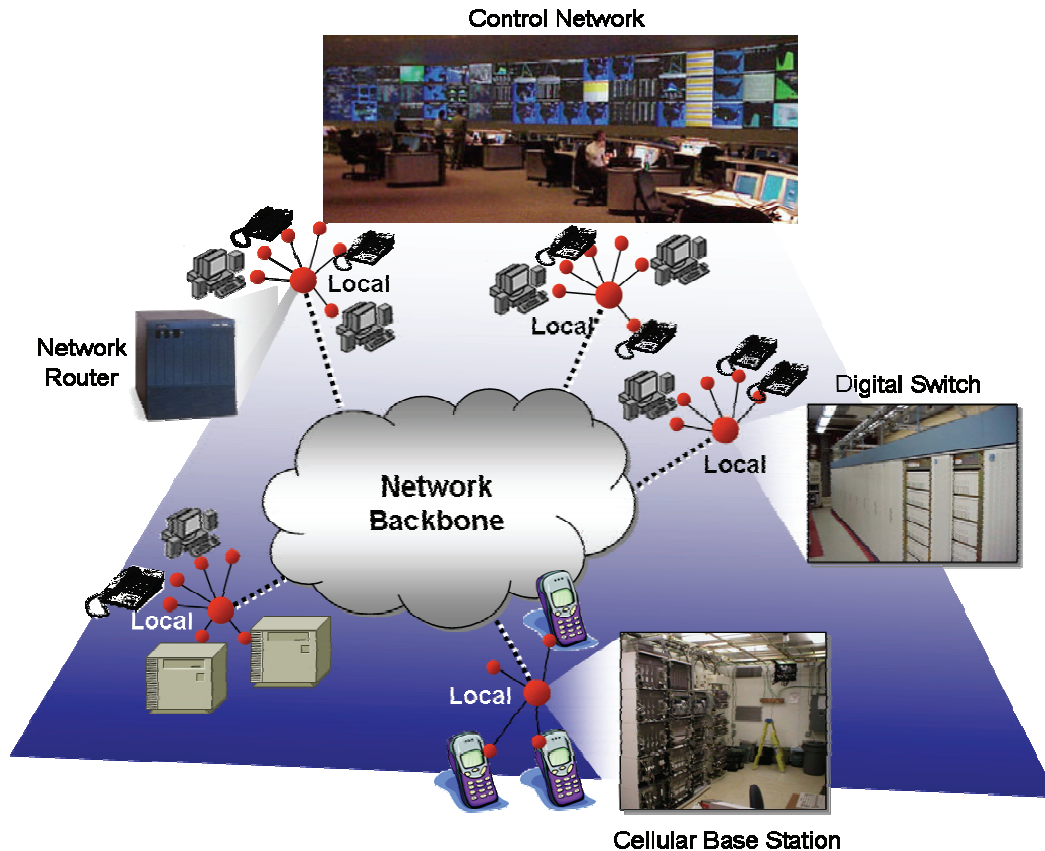 Control Network
Local
Local
Network
Router
Digital Switch
Local
Network
Backbone
Local
Local
Cellular Base Station